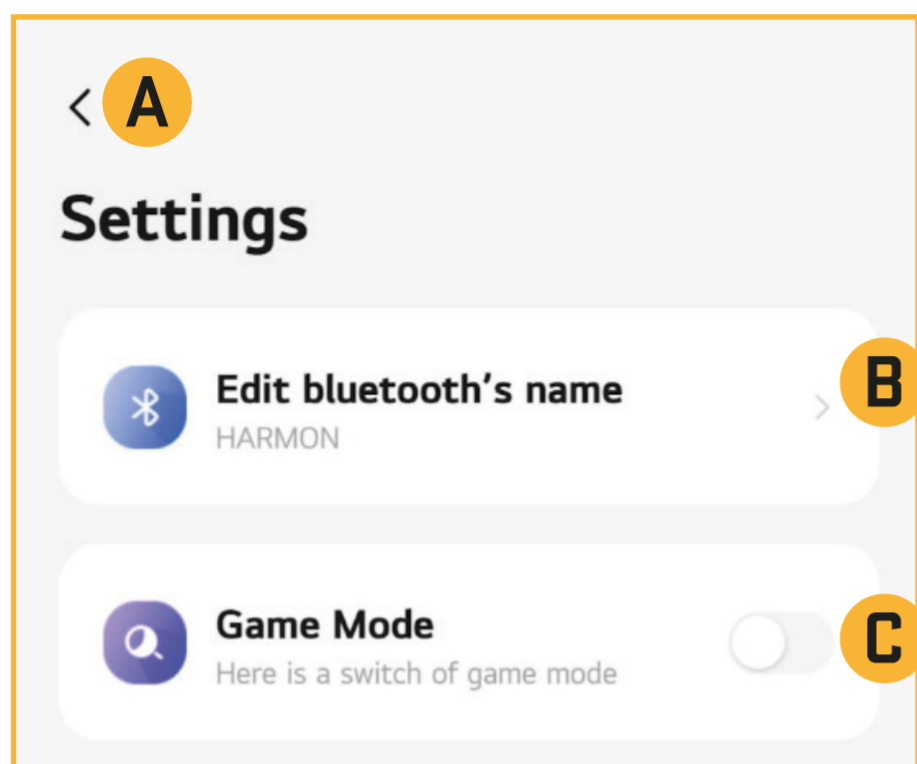 A
Settings
Edit bluetooth's name
HARMON
B
Game Mode
Here is a switch of game mode
C